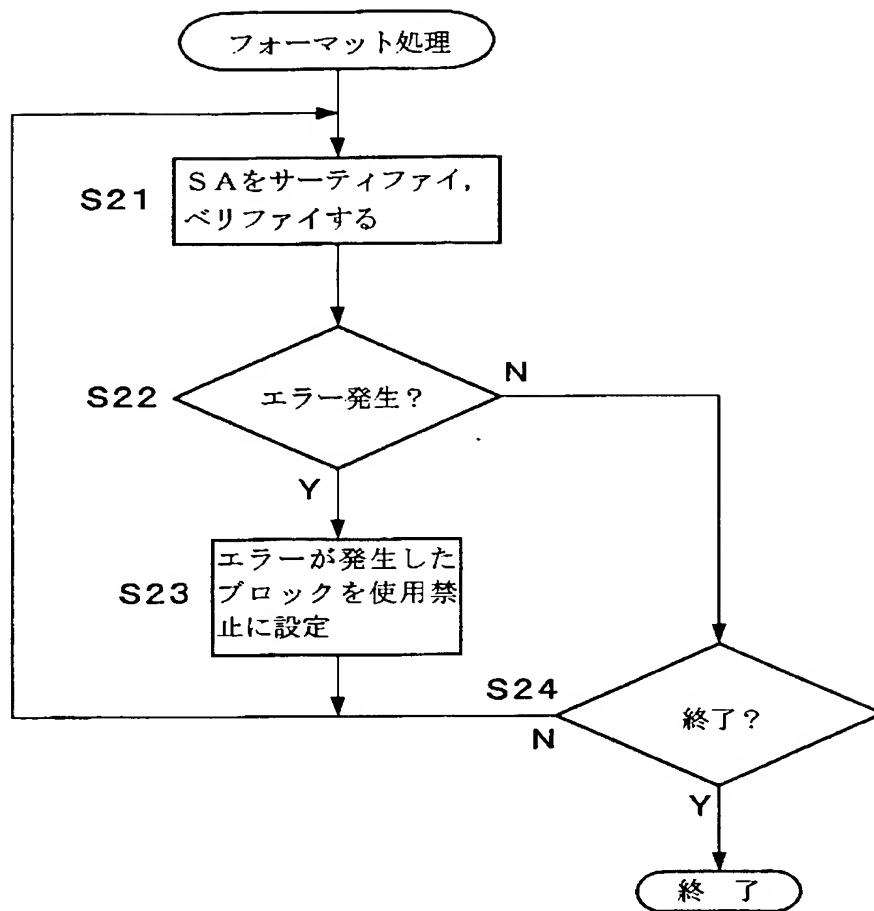 フォーマット処理
S21
SAをサーティファイ,
ベリファイする
S22
エラー発生?
N
Y
S23
エラーが発生した
ブロックを使用禁
止に設定
S24
終了?
N
Y
終 了